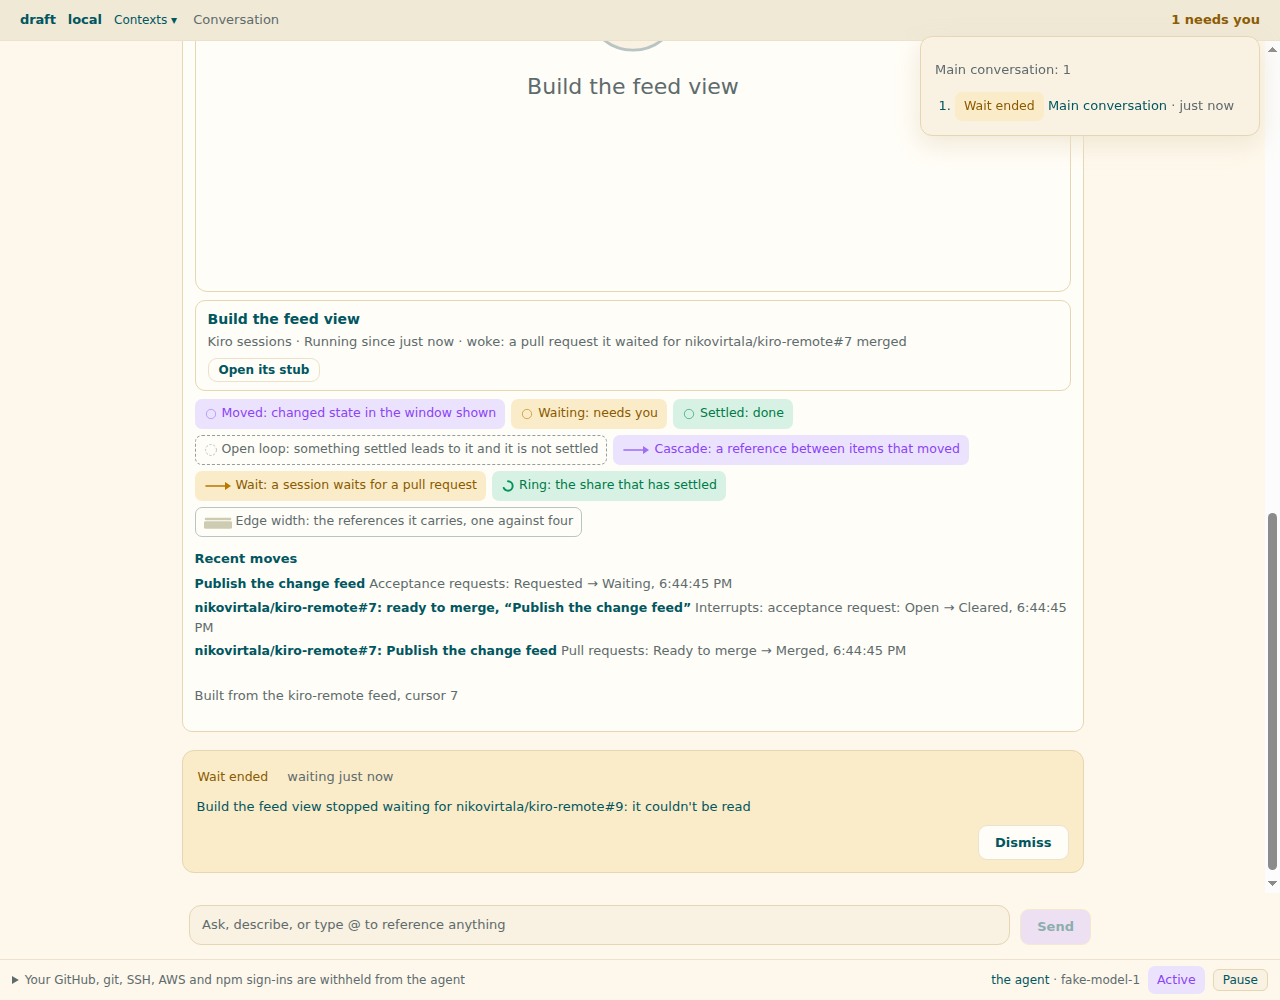 draft local Contexts ▾ Conversation 1 needs you
Main conversation: 1
1. Wait ended Main conversation · just now
Build the feed view
Build the feed view
Kiro sessions · Running since just now · woke: a pull request it waited for nikovirtala/kiro-remote#7 merged
Open its stub
Moved: changed state in the window shown Waiting: needs you Settled: done
Open loop: something settled leads to it and it is not settled Cascade: a reference between items that moved
Wait: a session waits for a pull request Ring: the share that has settled
Edge width: the references it carries, one against four
Recent moves
Publish the change feed Acceptance requests: Requested → Waiting, 6:44:45 PM
nikovirtala/kiro-remote#7: ready to merge, “Publish the change feed” Interrupts: acceptance request: Open → Cleared, 6:44:45
PM
nikovirtala/kiro-remote#7: Publish the change feed Pull requests: Ready to merge → Merged, 6:44:45 PM
Built from the kiro-remote feed, cursor 7
Wait ended waiting just now
Build the feed view stopped waiting for nikovirtala/kiro-remote#9: it couldn't be read
Dismiss
Ask, describe, or type @ to reference anything
Send
Your GitHub, git, SSH, AWS and npm sign-ins are withheld from the agent the agent · fake-model-1 Active Pause